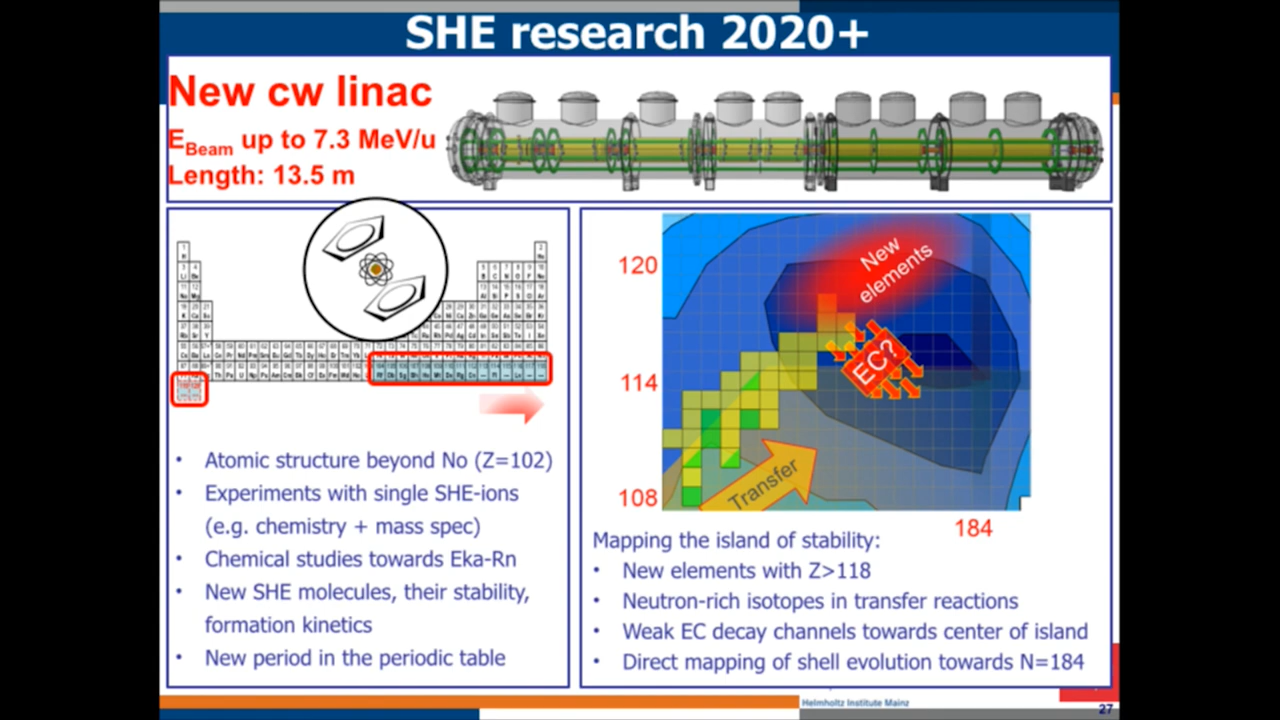 SHE research 2020+
New cw linac
EBeam up to 7.3 MeV/u
Length: 13.5 m
• Atomic structure beyond No (Z=102)
• Experiments with single SHE-ions
(e.g. chemistry + mass spec)
• Chemical studies towards Eka-Rn
• New SHE molecules, their stability,
formation kinetics
• New period in the periodic table
120
114
108
184
New
elements
EC?
Transfer
Mapping the island of stability:
• New elements with Z>118
• Neutron-rich isotopes in transfer reactions
• Weak EC decay channels towards center of island
• Direct mapping of shell evolution towards N=184
Helmholtz Institute Mainz
27